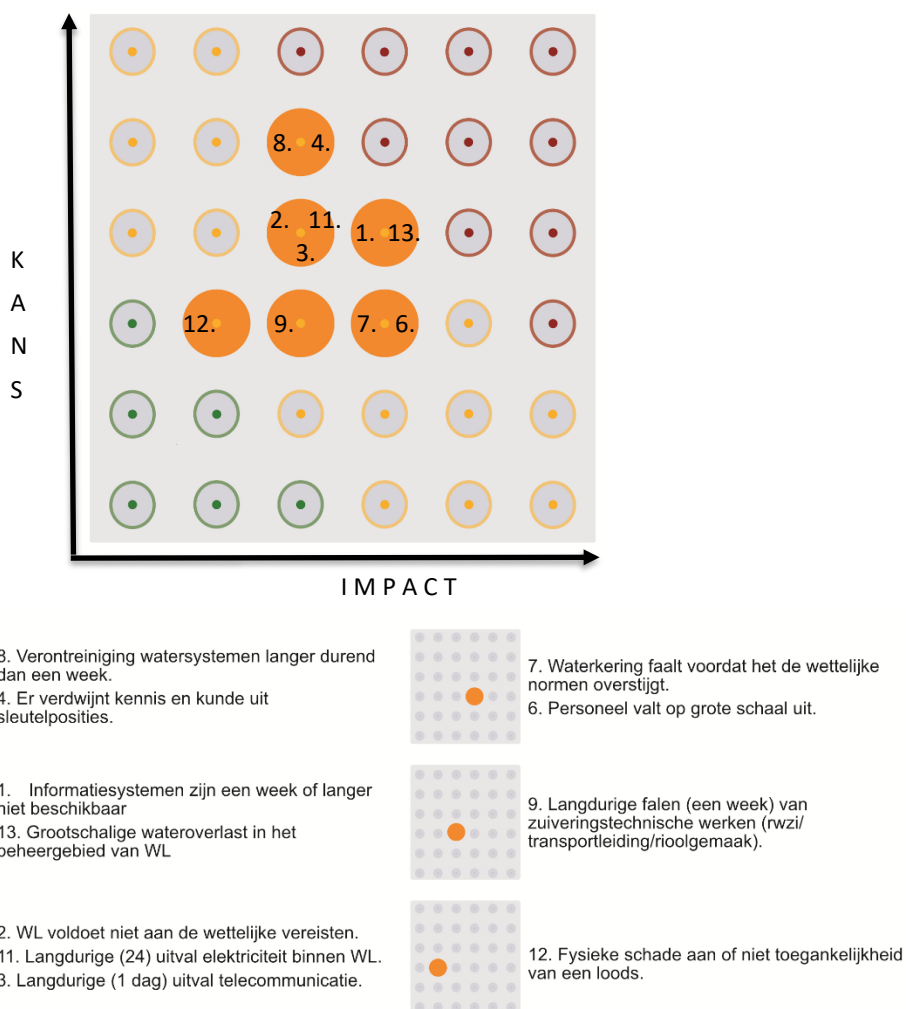 8. 4.
2. 11.
3.
1. 13.
K
A
N
S
12.
9.
7. 6.
I M P A C T
8. Verontreiniging watersystemen langer durend
dan een week.
4. Er verdwijnt kennis en kunde uit
sleutelposities.
7. Waterkering faalt voordat het de wettelijke
normen overstijgt.
6. Personeel valt op grote schaal uit.
1. Informatiesystemen zijn een week of langer
niet beschikbaar
13. Grootschalige wateroverlast in het
beheergebied van WL
9. Langdurige falen (een week) van
zuiveringstechnische werken (rwzi/
transportleiding/rioolgemaak).
2. WL voldoet niet aan de wettelijke vereisten.
11. Langdurige (24) uitval elektriciteit binnen WL.
3. Langdurige (1 dag) uitval telecommunicatie.
12. Fysieke schade aan of niet toegankelijkheid
van een loods.